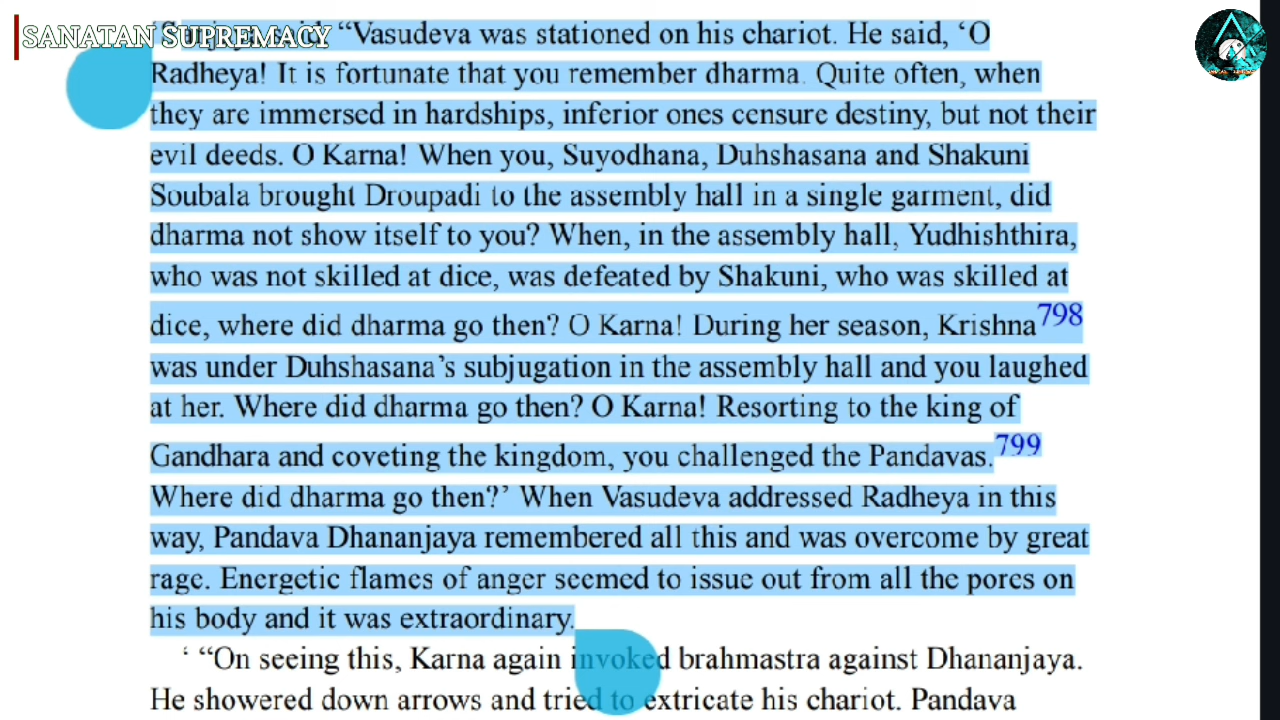 SANATAN SUPREMACY
“Vasudeva was stationed on his chariot. He said, ‘O
Radheya! It is fortunate that you remember dharma. Quite often, when
they are immersed in hardships, inferior ones censure destiny, but not their
evil deeds. O Karna! When you, Suyodhana, Duhshasana and Shakuni
Soubala brought Droupadi to the assembly hall in a single garment, did
dharma not show itself to you? When, in the assembly hall, Yudhishthira,
who was not skilled at dice, was defeated by Shakuni, who was skilled at
dice, where did dharma go then? O Karna! During her season, Krishna798
was under Duhshasana’s subjugation in the assembly hall and you laughed
at her. Where did dharma go then? O Karna! Resorting to the king of
Gandhara and coveting the kingdom, you challenged the Pandavas.799
Where did dharma go then?’ When Vasudeva addressed Radheya in this
way, Pandava Dhananjaya remembered all this and was overcome by great
rage. Energetic flames of anger seemed to issue out from all the pores on
his body and it was extraordinary.
‘ “On seeing this, Karna again invoked brahmastra against Dhananjaya.
He showered down arrows and tried to extricate his chariot. Pandava